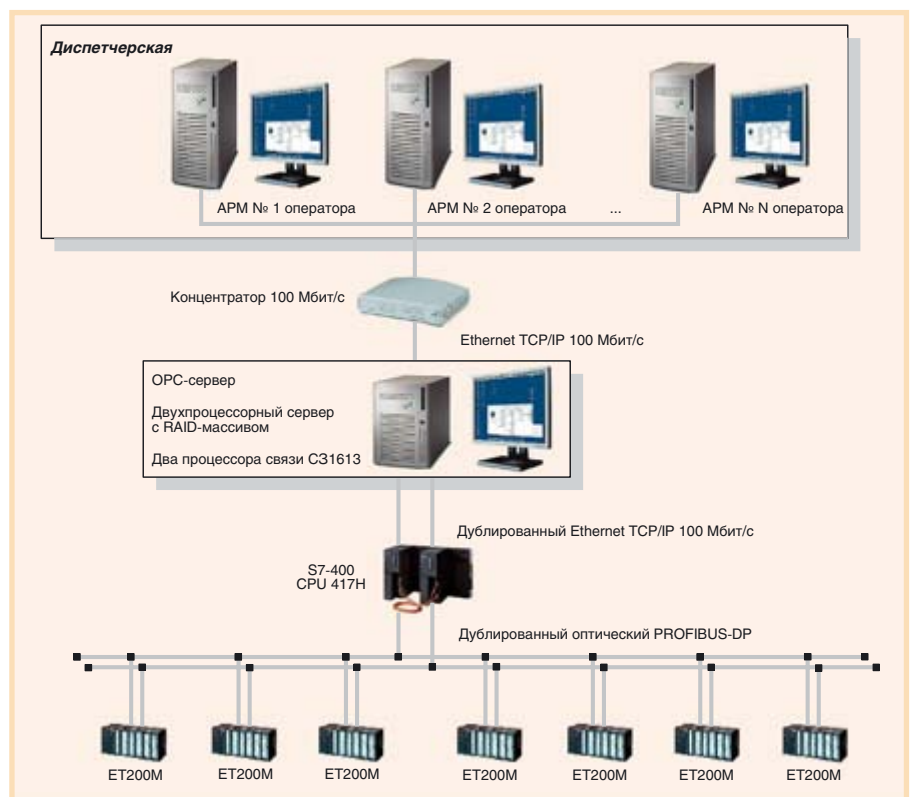 Диспетчерская
АРМ № 1 оператора
АРМ № 2 оператора
...
АРМ № N оператора
Концентратор 100 Мбит/с
Ethernet TCP/IP 100 Мбит/с
OPC-сервер
Двухпроцессорный сервер
с RAID-массивом
Два процессора связи C31613
Дублированный Ethernet TCP/IP 100 Мбит/с
S7-400
CPU 417H
Дублированный оптический PROFIBUS-DP
ET200M
ET200M
ET200M
ET200M
ET200M
ET200M
ET200M